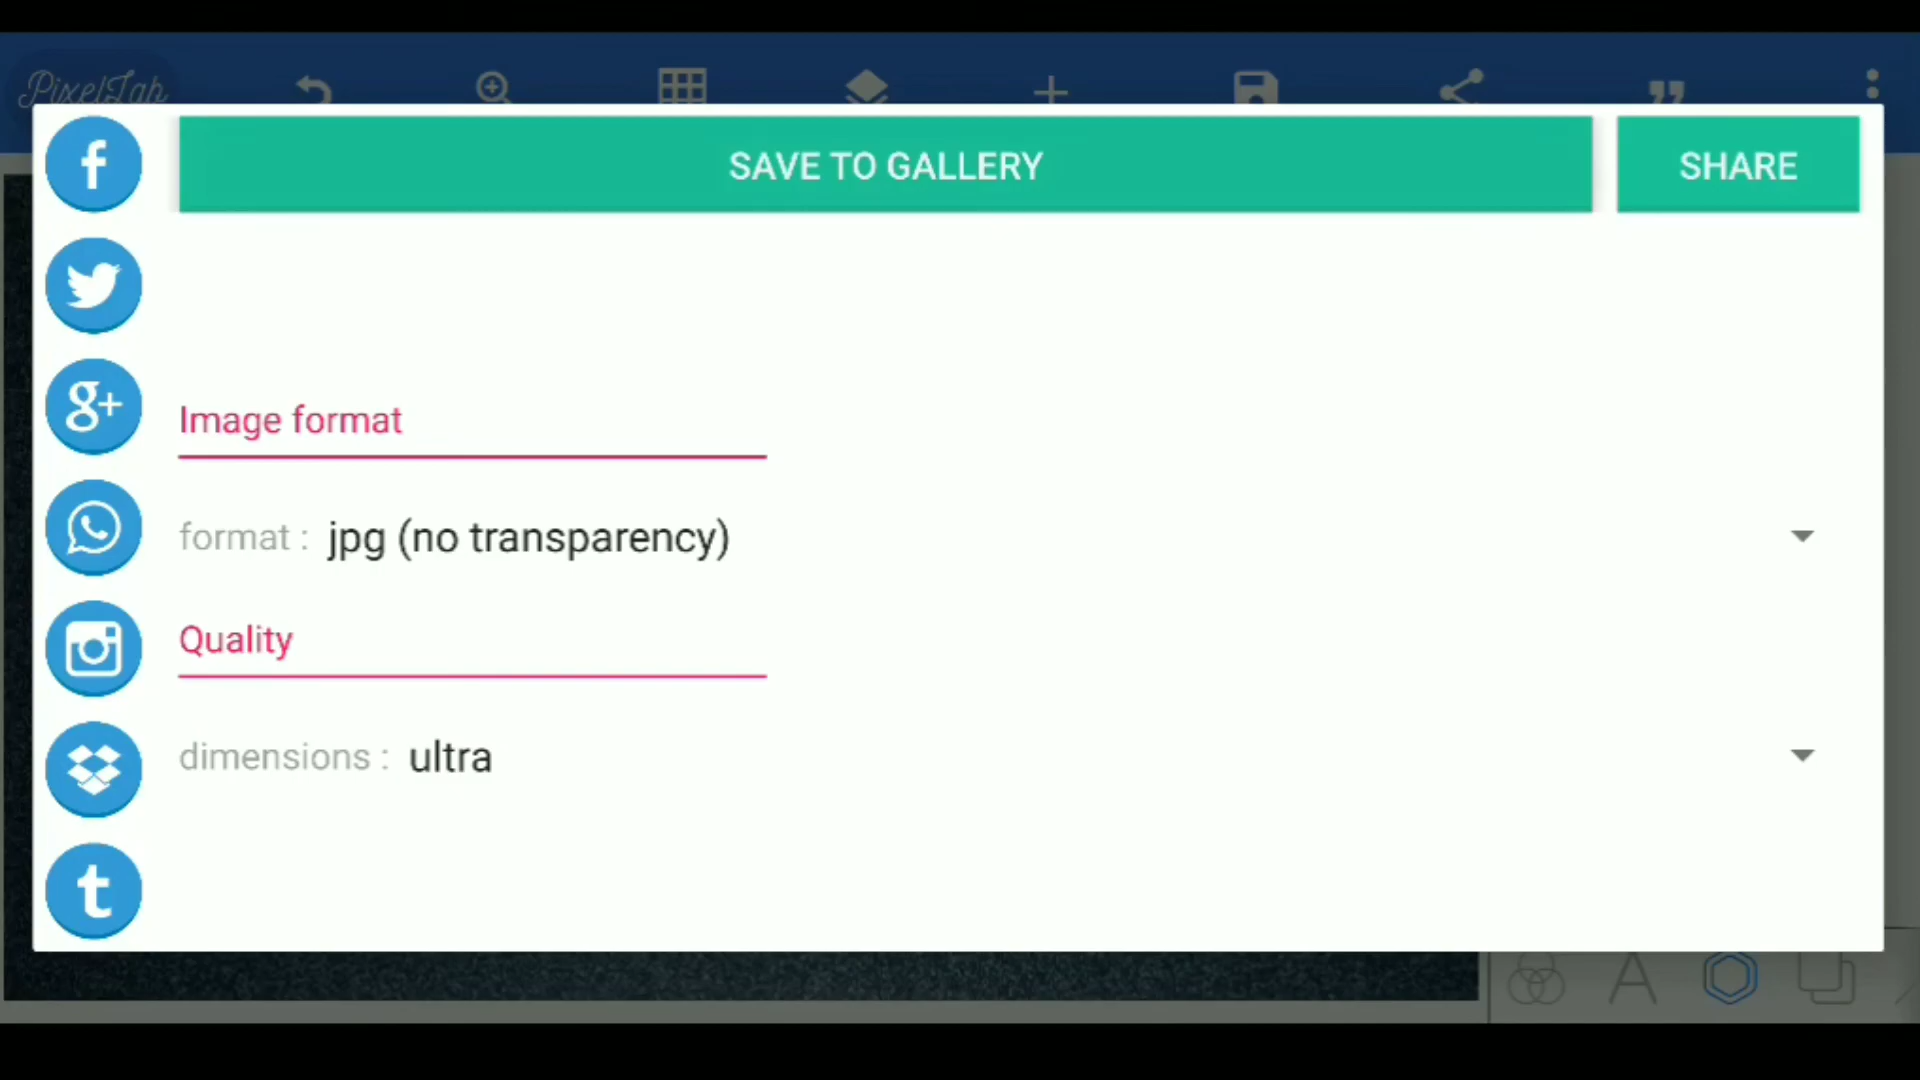 PixelLab
SAVE TO GALLERY
SHARE
Image format
format : jpg (no transparency)
Quality
dimensions : ultra